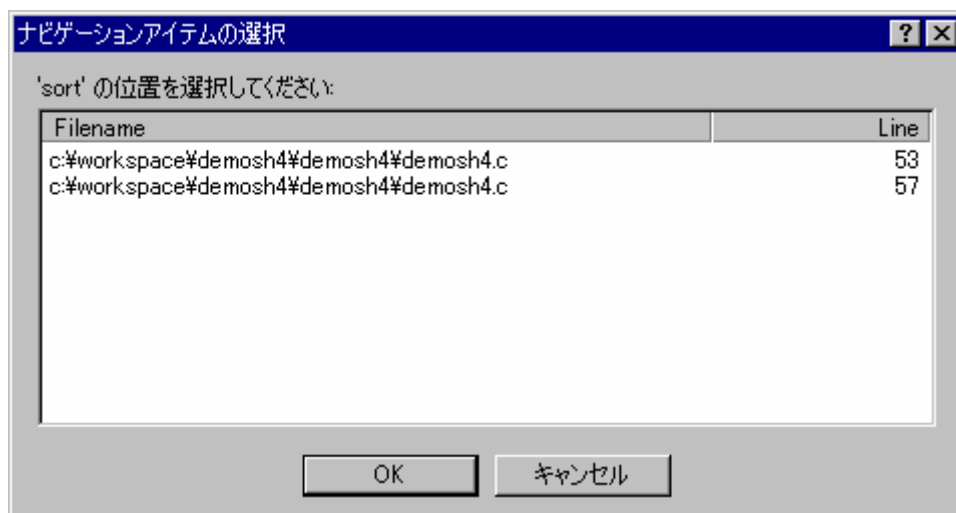 ナビゲーションアイテムの選択
'sort' の位置を選択してください:
Filename Line
c:¥workspace¥demosh4¥demosh4¥demosh4.c 53
c:¥workspace¥demosh4¥demosh4¥demosh4.c 57
OK キャンセル